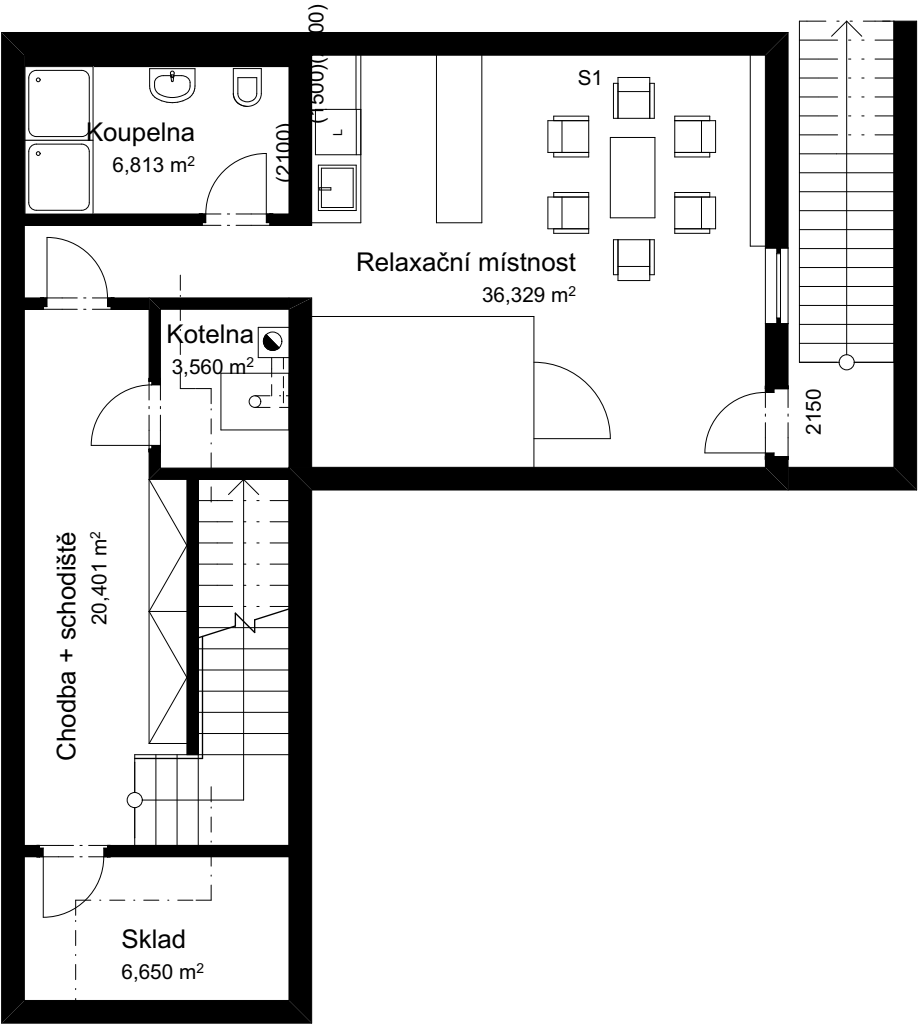 S1
Koupelna
6,813 m²
(2100)
(1500)
L
Relaxační místnost
36,329 m²
Kotelna
3,560 m²
2150
Chodba + schodiště
20,401 m²
Sklad
6,650 m²